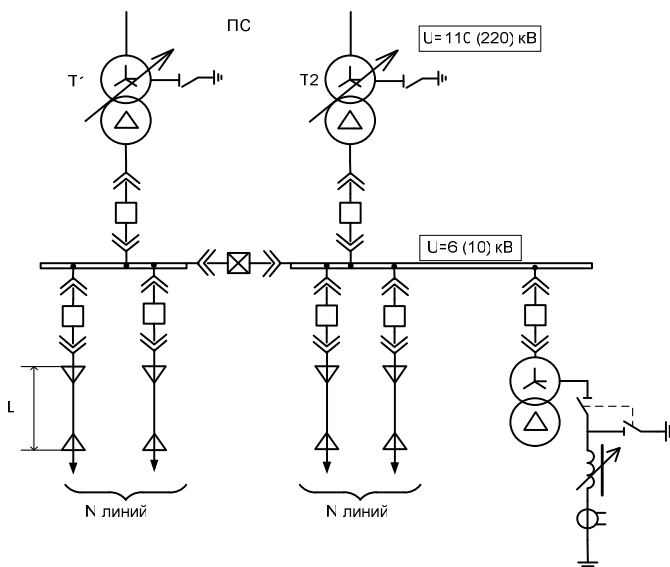 ПС
U=110 (220) кВ
T1
T2
U=6 (10) кВ
L
N линий
N линий